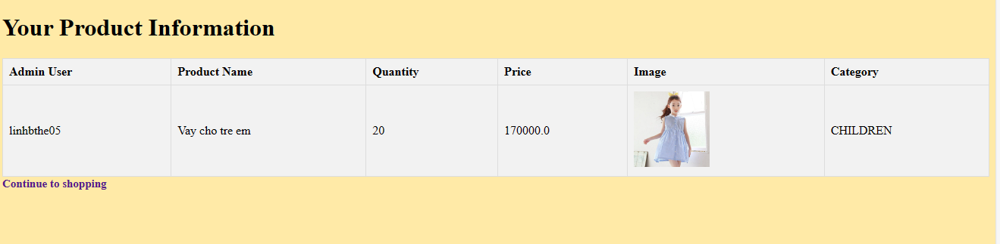 Your Product Information
Admin User Product Name Quantity Price Image Category
linhbthe05 Vay cho tre em 20 170000.0 CHILDREN
Continue to shopping